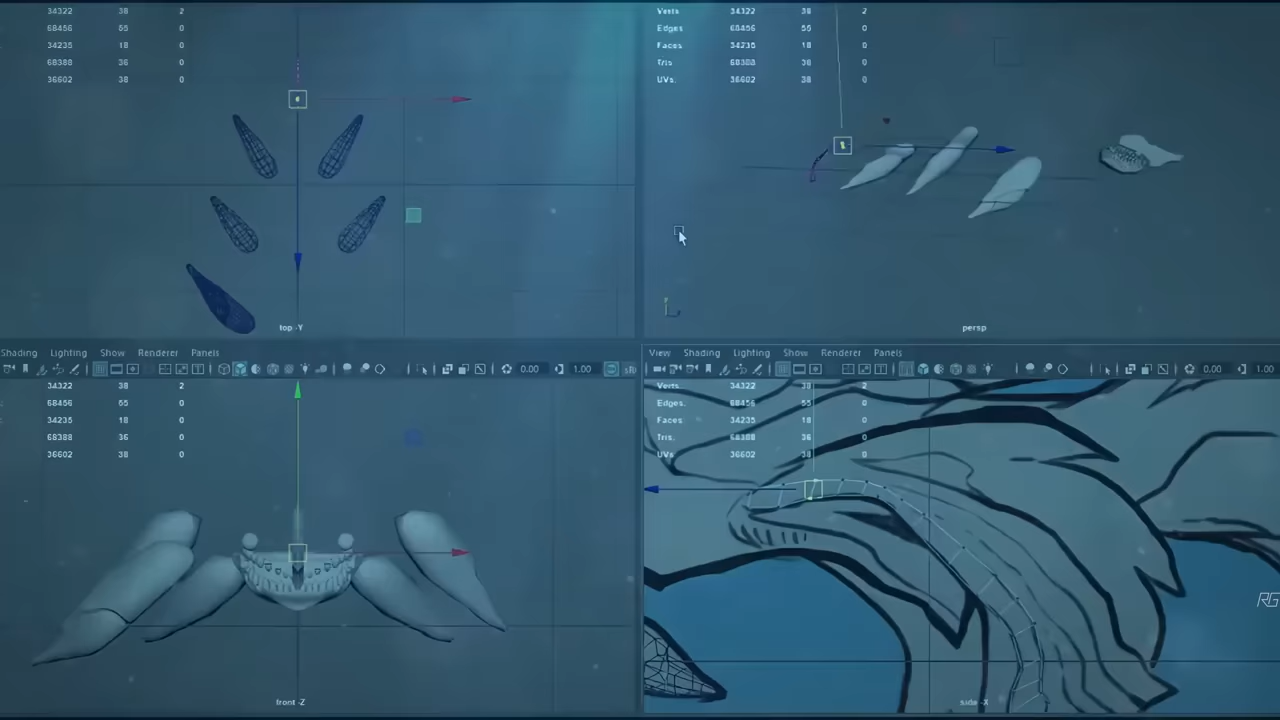 34322 38 2
68456 55 0
34235 18 0
68388 36 0
36602 38 0
top -Y
Verts 34322 38 2
Edges 68456 55 0
Faces 34235 18 0
Tris 68388 36 0
UVs 36602 38 0
persp
Shading Lighting Show Renderer Panels
0.00 1.00
34322 38 2
68456 55 0
34235 18 0
68388 36 0
36602 38 0
front -Z
View Shading Lighting Show Renderer Panels
0.00 1.00
Verts 34322 38 2
Edges 68456 55 0
Faces 34235 18 0
Tris 68388 36 0
UVs 36602 38 0
side -X
RG